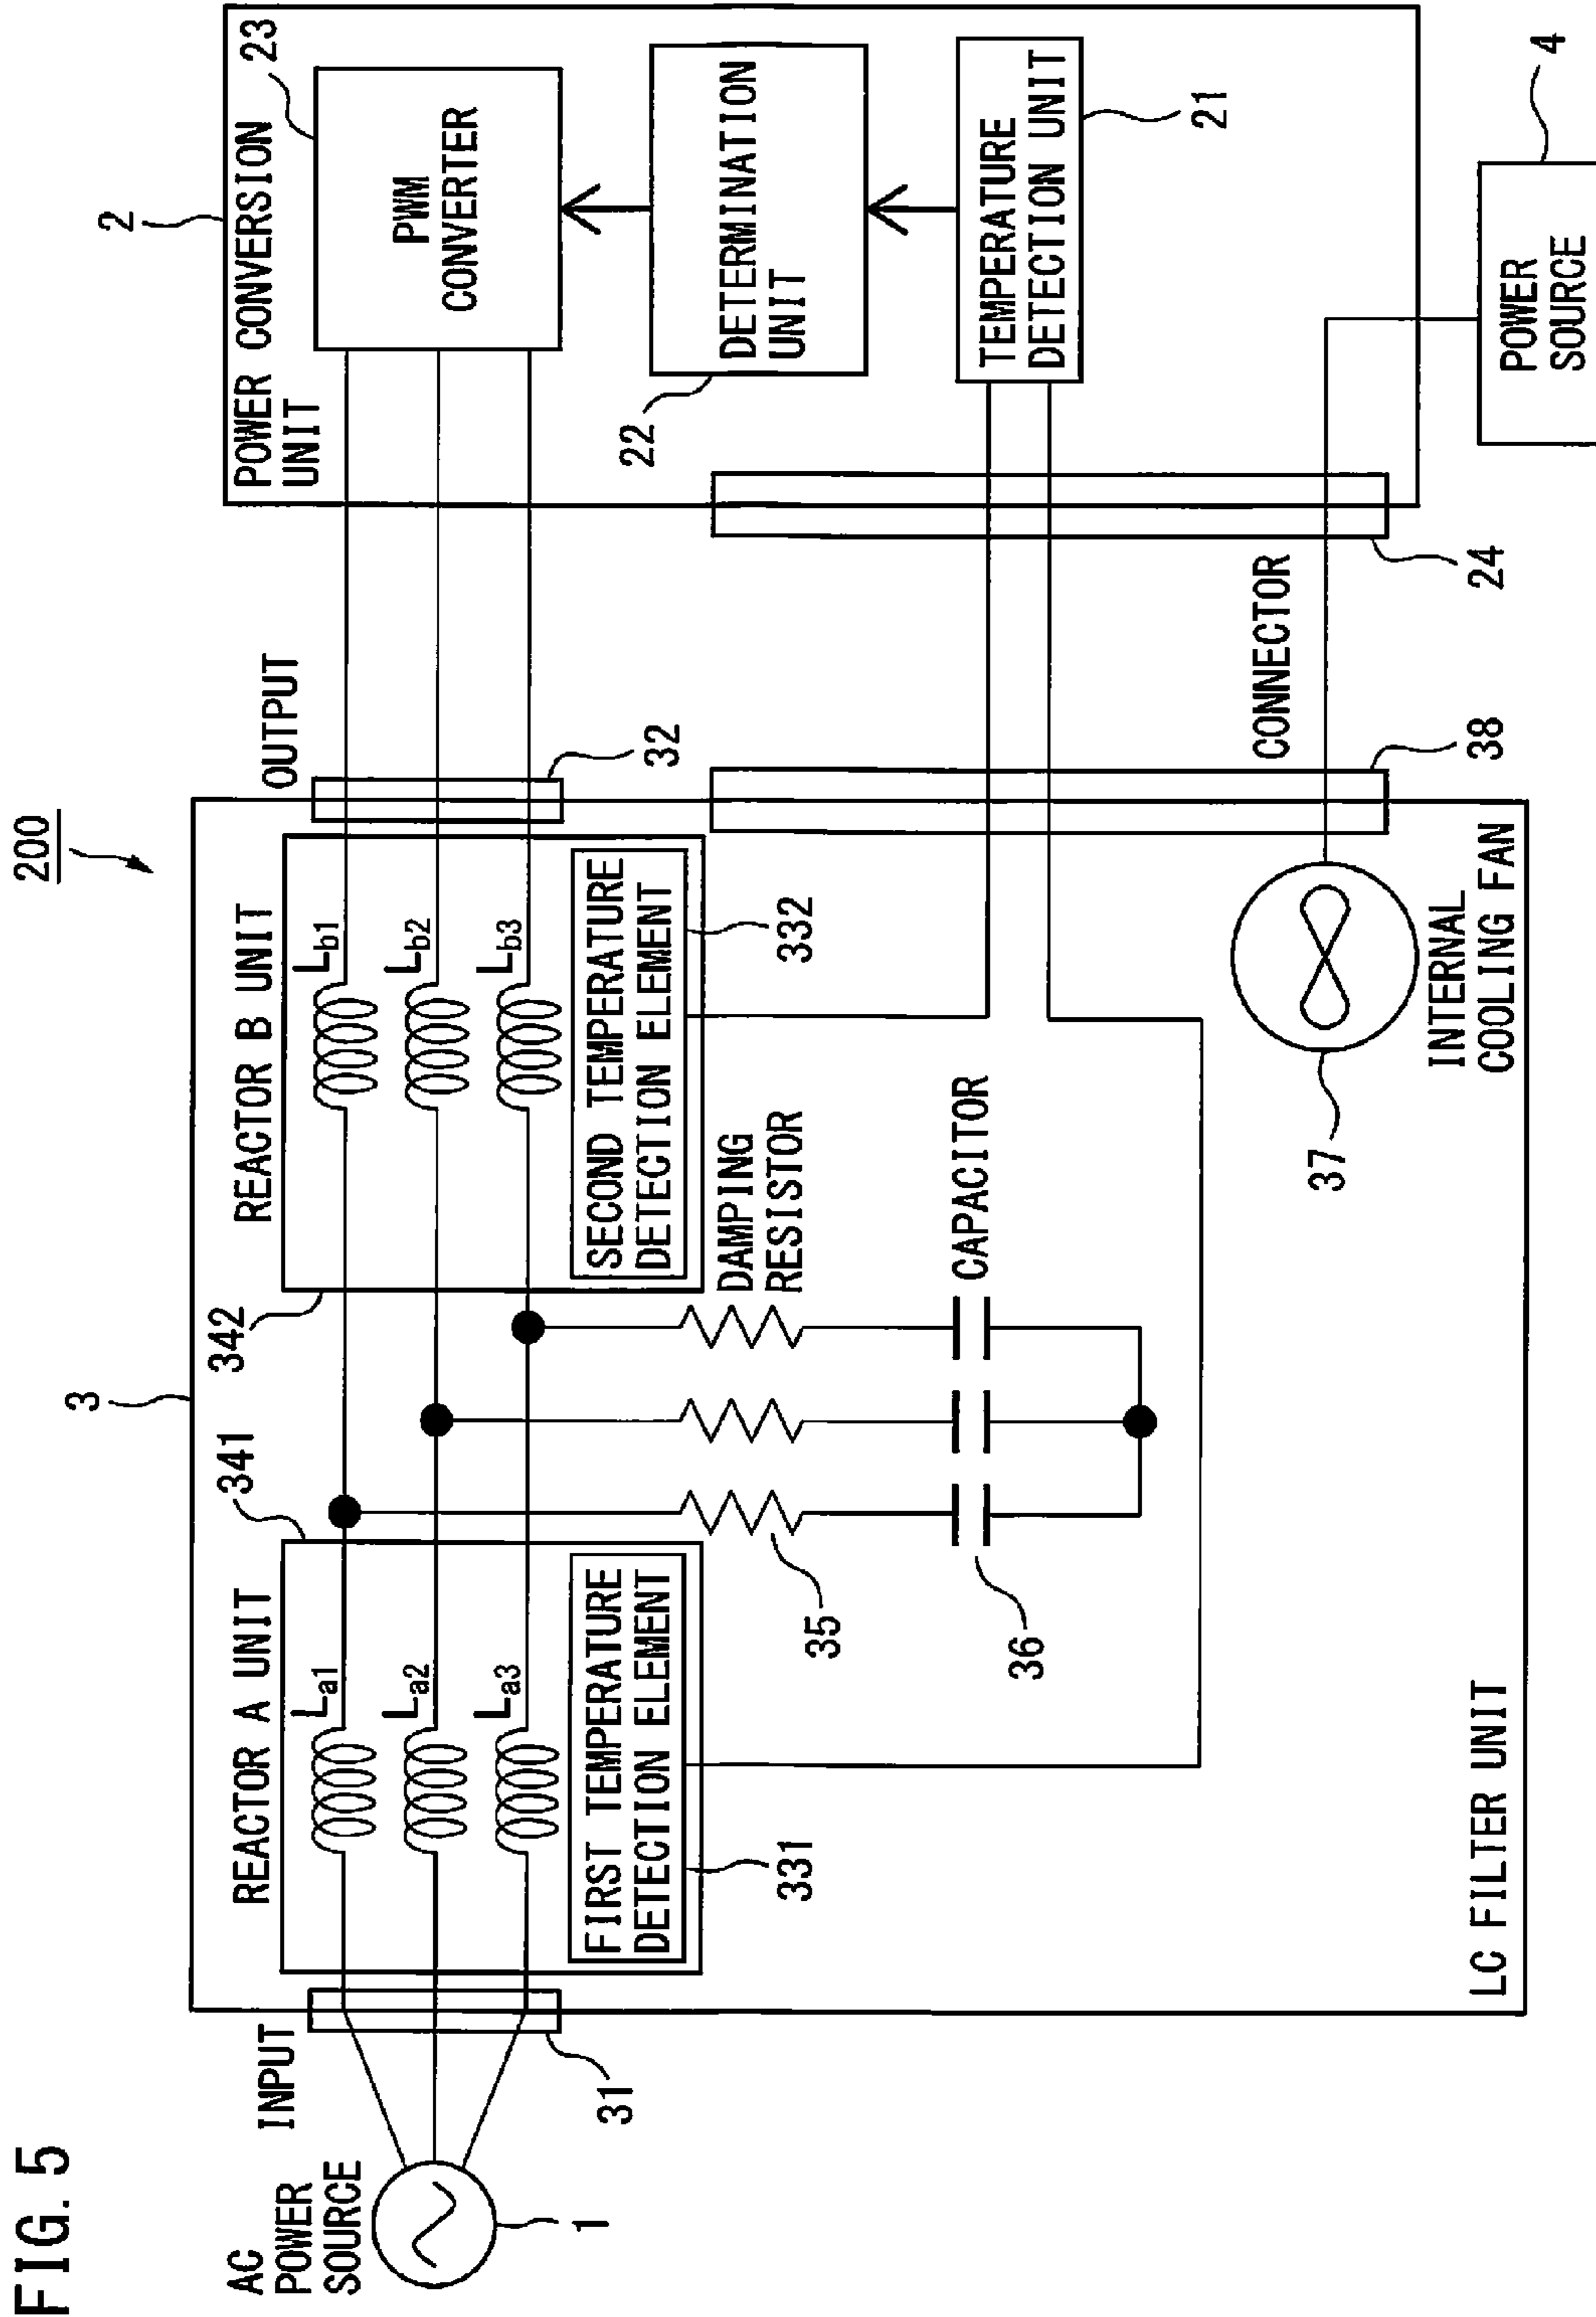 FIG. 5
200
AC
POWER
SOURCE
1
INPUT
31
3
REACTOR A UNIT
341
La1
La2
La3
FIRST TEMPERATURE
DETECTION ELEMENT
331
REACTOR B UNIT
342
Lb1
Lb2
Lb3
SECOND TEMPERATURE
DETECTION ELEMENT
332
DAMPING
RESISTOR
35
CAPACITOR
36
INTERNAL
COOLING FAN
37
LC FILTER UNIT
OUTPUT
32
CONNECTOR
38
24
2
POWER CONVERSION
UNIT
PWM
CONVERTER
23
DETERMINATION
UNIT
22
TEMPERATURE
DETECTION UNIT
21
POWER
SOURCE
4